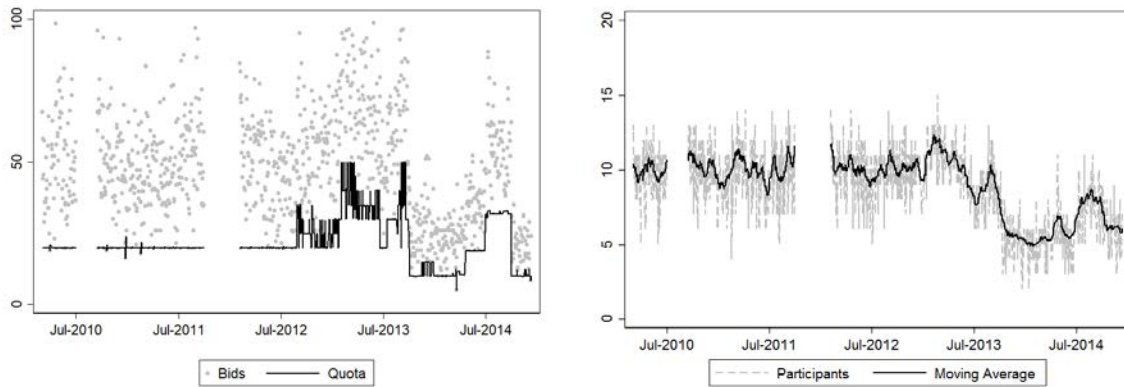 100
50
0
Jul-2010 Jul-2011 Jul-2012 Jul-2013 Jul-2014
Bids Quota
20
15
10
5
0
Jul-2010 Jul-2011 Jul-2012 Jul-2013 Jul-2014
Participants Moving Average